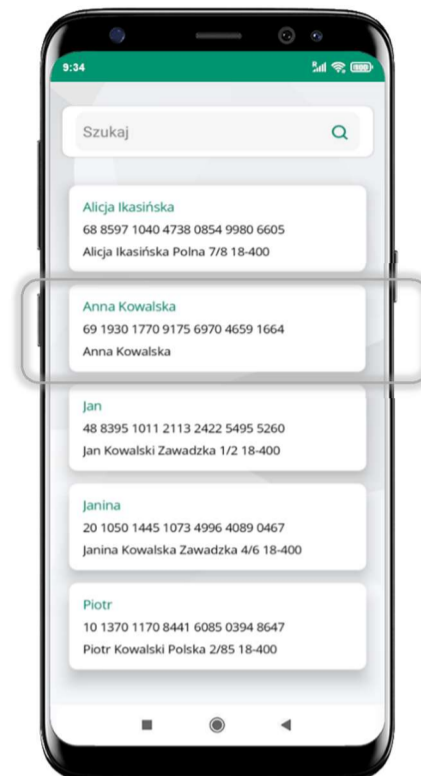 9:34
Szukaj
Alicja Ikasińska
68 8597 1040 4738 0854 9980 6605
Alicja Ikasińska Polna 7/8 18-400
Anna Kowalska
69 1930 1770 9175 6970 4659 1664
Anna Kowalska
Jan
48 8395 1011 2113 2422 5495 5260
Jan Kowalski Zawadzka 1/2 18-400
Janina
20 1050 1445 1073 4996 4089 0467
Janina Kowalska Zawadzka 4/6 18-400
Piotr
10 1370 1170 8441 6085 0394 8647
Piotr Kowalski Polska 2/85 18-400